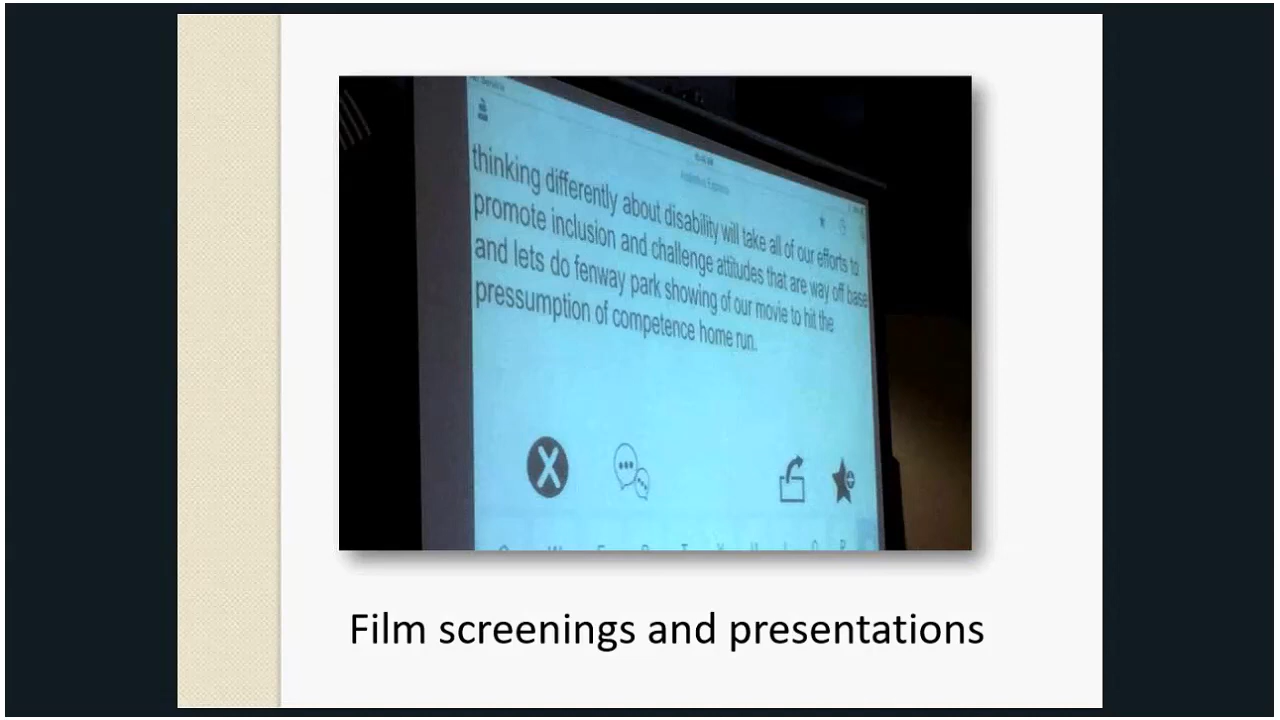 thinking differently about disability will take all of our efforts to
promote inclusion and challenge attitudes that are way off base
and lets do fenway park showing of our movie to hit the
pressumption of competence home run.
Film screenings and presentations